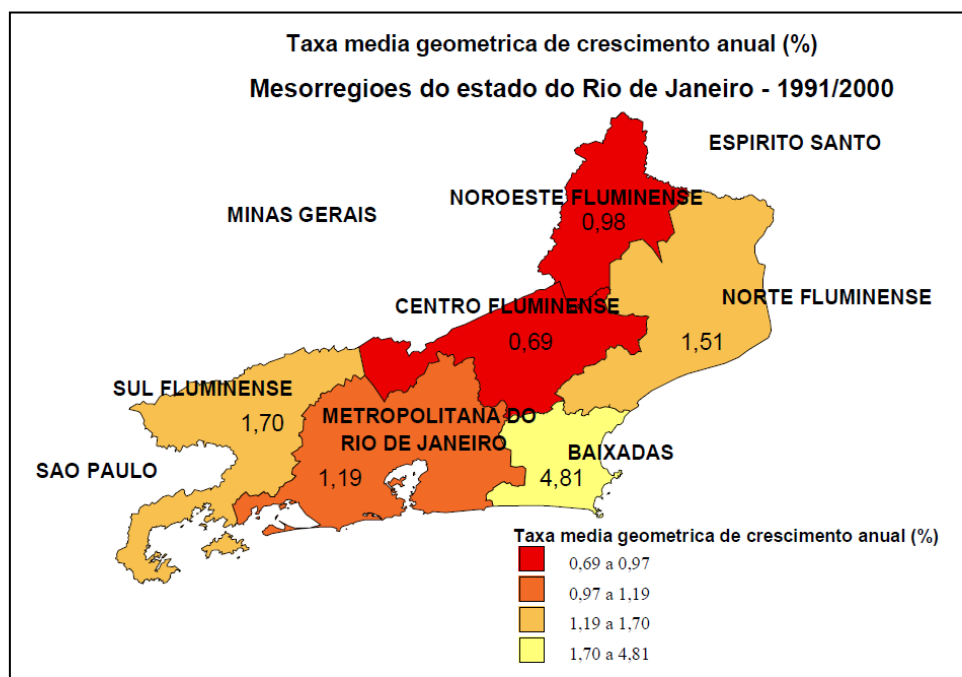 Taxa media geometrica de crescimento anual (%)
Mesorregioes do estado do Rio de Janeiro - 1991/2000
ESPIRITO SANTO
NOROESTE FLUMINENSE
MINAS GERAIS
0,98
CENTRO FLUMINENSE
NORTE FLUMINENSE
0,69
1,51
SUL FLUMINENSE
1,70
METROPOLITANA DO
RIO DE JANEIRO
BAIXADAS
SAO PAULO
1,19
4,81
Taxa media geometrica de crescimento anual (%)
0,69 a 0,97
0,97 a 1,19
1,19 a 1,70
1,70 a 4,81